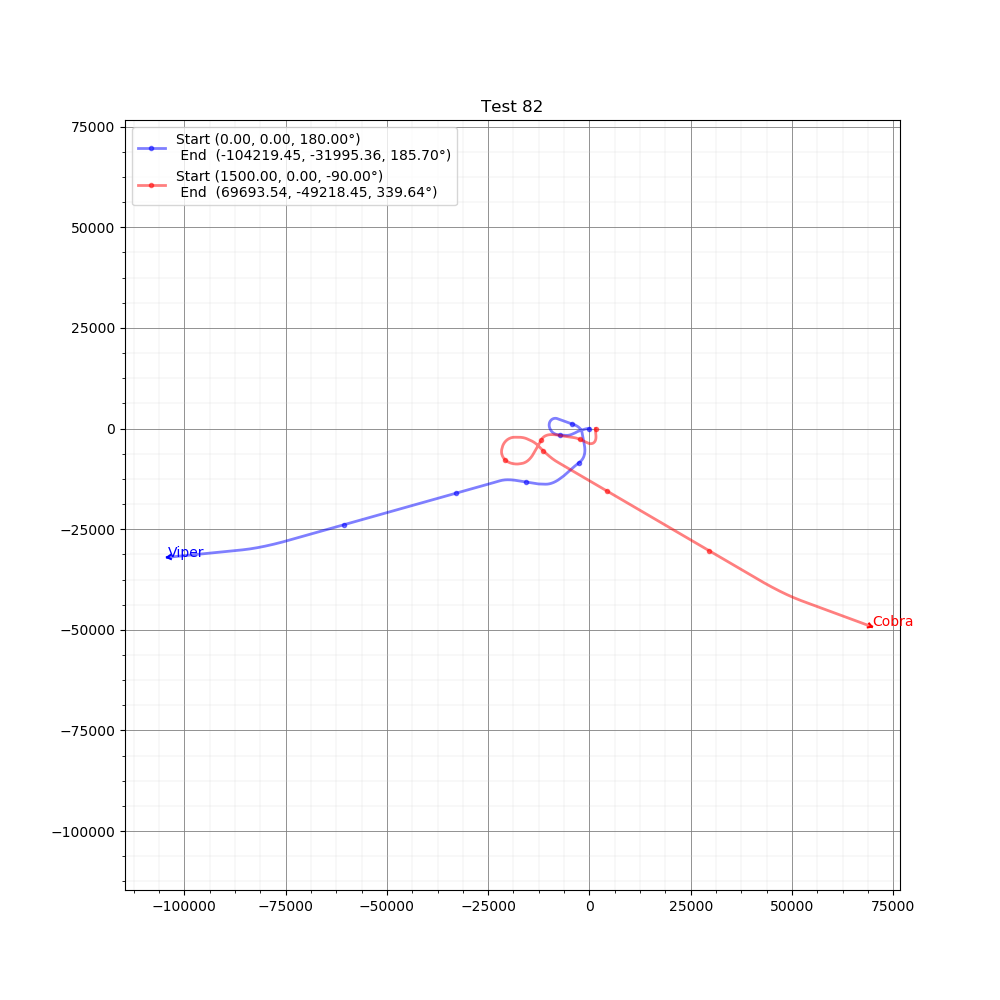 Test 82
Start (0.00, 0.00, 180.00°)
End  (-104219.45, -31995.36, 185.70°)
Start (1500.00, 0.00, -90.00°)
End  (69693.54, -49218.45, 339.64°)
75000
50000
25000
0
−25000
−50000
−75000
−100000
Viper
Cobra
−100000 −75000 −50000 −25000 0 25000 50000 75000